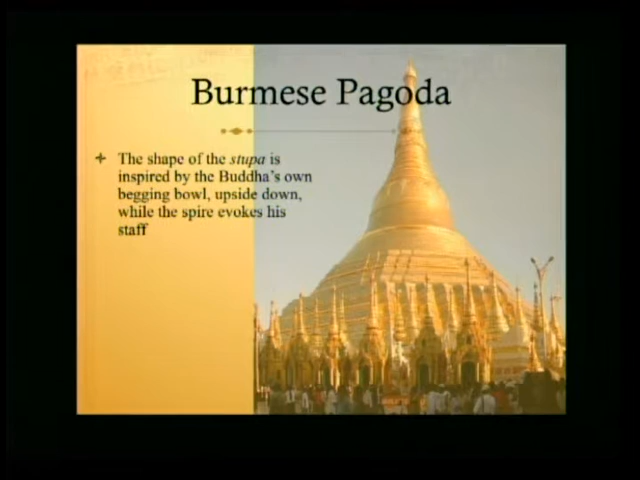 Burmese Pagoda
The shape of the stupa is
inspired by the Buddha's own
begging bowl, upside down,
while the spire evokes his
staff